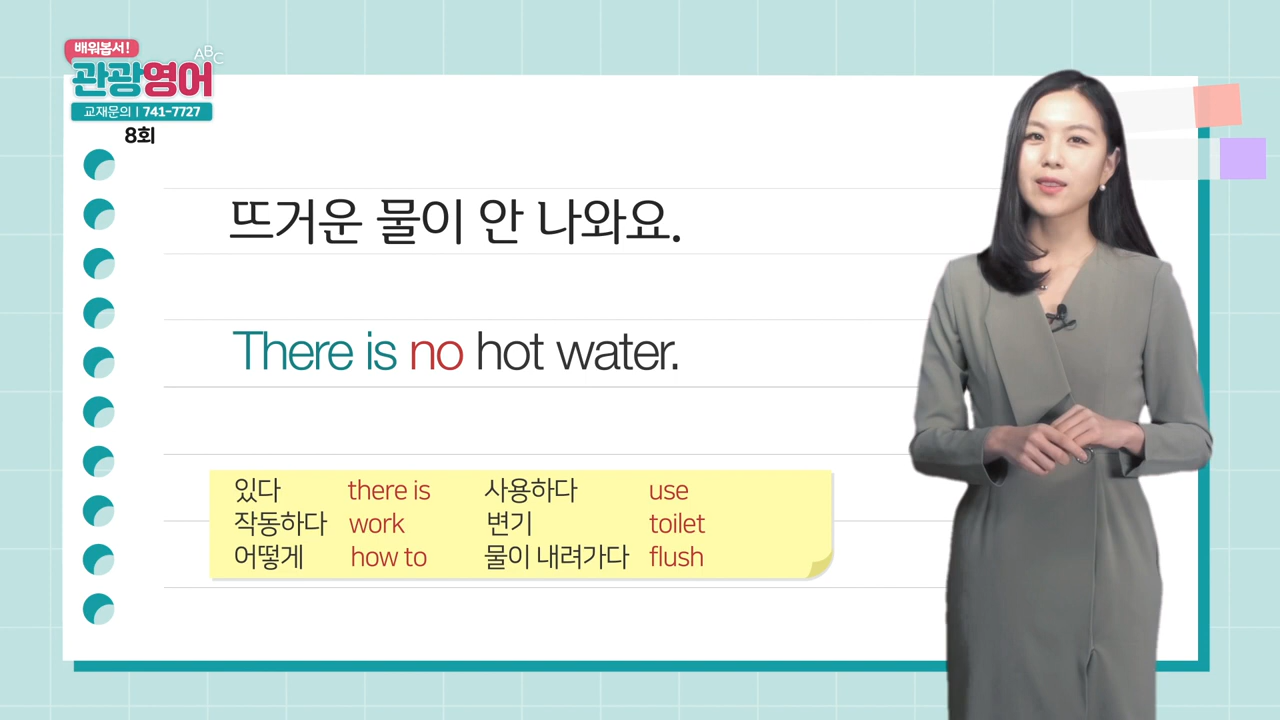 배워봅서!
ABC
관광영어
교재문의 | 741-7727
8회
뜨거운 물이 안 나와요.
There is no hot water.
있다 there is 사용하다 use
작동하다 work 변기 toilet
어떻게 how to 물이 내려가다 flush